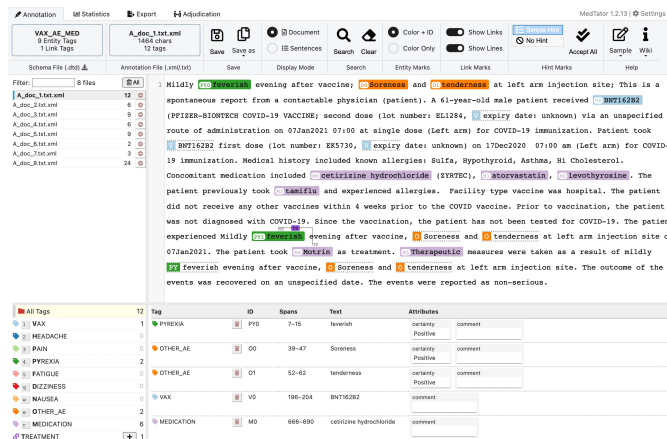 Annotation Statistics Export Adjudication MedTator 1.2.13 | Settings
VAX_AE_MED
9 Entity Tags
1 Link Tags
A_doc_1.txt.xml
1464 chars
12 tags
Save Save as
Document
Sentences
Search Clear
Color + ID
Color Only
Show Links
Show Lines
Simple Hint
No Hint
Accept All
Sample Wiki
Schema File (.dtd) Annotation File (.xml/.txt) Save Display Mode Search Entity Marks Link Marks Hint Marks Help
Filter: 8 files All
A_doc_1.txt.xml 12
A_doc_2.txt.xml 6
A_doc_3.txt.xml 9
A_doc_4.txt.xml 6
A_doc_5.txt.xml 9
A_doc_6.txt.xml 2
A_doc_7.txt.xml 3
A_doc_8.txt.xml 24
1 Mildly PY0 feverish evening after vaccine; O0 Soreness and O1 tenderness at left arm injection site; This is a
spontaneous report from a contactable physician (patient). A 61-year-old male patient received V0 BNT162B2
(PFIZER-BIONTECH COVID-19 VACCINE; second dose (lot number: EL1284, V expiry date: unknown) via an unspecified
route of administration on 07Jan2021 07:00 at single dose (Left arm) for COVID-19 immunization. Patient took
V BNT162B2 first dose (lot number: EK5730, V expiry date: unknown) on 17Dec2020 07:00 am (Left arm) for COVID-
19 immunization. Medical history included known allergies: Sulfa, Hypothyroid, Asthma, Hi Cholesterol.
Concomitant medication included M0 cetirizine hydrochloride (ZYRTEC), atorvastatin, levothyroxine. The
patient previously took tamiflu and experienced allergies. Facility type vaccine was hospital. The patient
did not receive any other vaccines within 4 weeks prior to the COVID vaccine. Prior to vaccination, the patient
was not diagnosed with COVID-19. Since the vaccination, the patient has not been tested for COVID-19. The patien
experienced Mildly PY1 feverish evening after vaccine, O Soreness and O tenderness at left arm injection site o
07Jan2021. The patient took Motrin as treatment. Therapeutic measures were taken as a result of mildly
PY feverish evening after vaccine, O Soreness and O tenderness at left arm injection site. The outcome of the
events was recovered on an unspecified date. The events were reported as non-serious.
All Tags 12
1 VAX 1
2 HEADACHE 0
3 PAIN 0
4 PYREXIA 2
5 FATIGUE 0
q DIZZINESS 0
w NAUSEA 0
e OTHER_AE 2
r MEDICATION 6
TREATMENT + 1
Tag ID Spans Text Attributes
PYREXIA PY0 7~15 feverish certainty Positive comment
OTHER_AE O0 39~47 Soreness certainty Positive comment
OTHER_AE O1 52~62 tenderness certainty Positive comment
VAX V0 196~204 BNT162B2 comment
MEDICATION M0 666~690 cetirizine hydrochloride comment